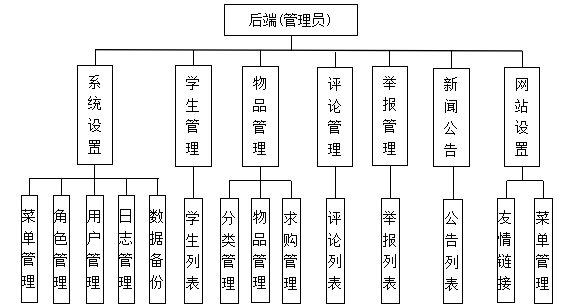 后端(管理员)
系统设置
学生管理
物品管理
评论管理
举报管理
新闻公告
网站设置
菜单管理
角色管理
用户管理
日志管理
数据备份
学生列表
分类管理
物品管理
求购管理
评论列表
举报列表
公告列表
友情链接
菜单管理